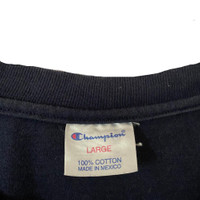 Champion
LARGE
100% COTTON
MADE IN MEXICO